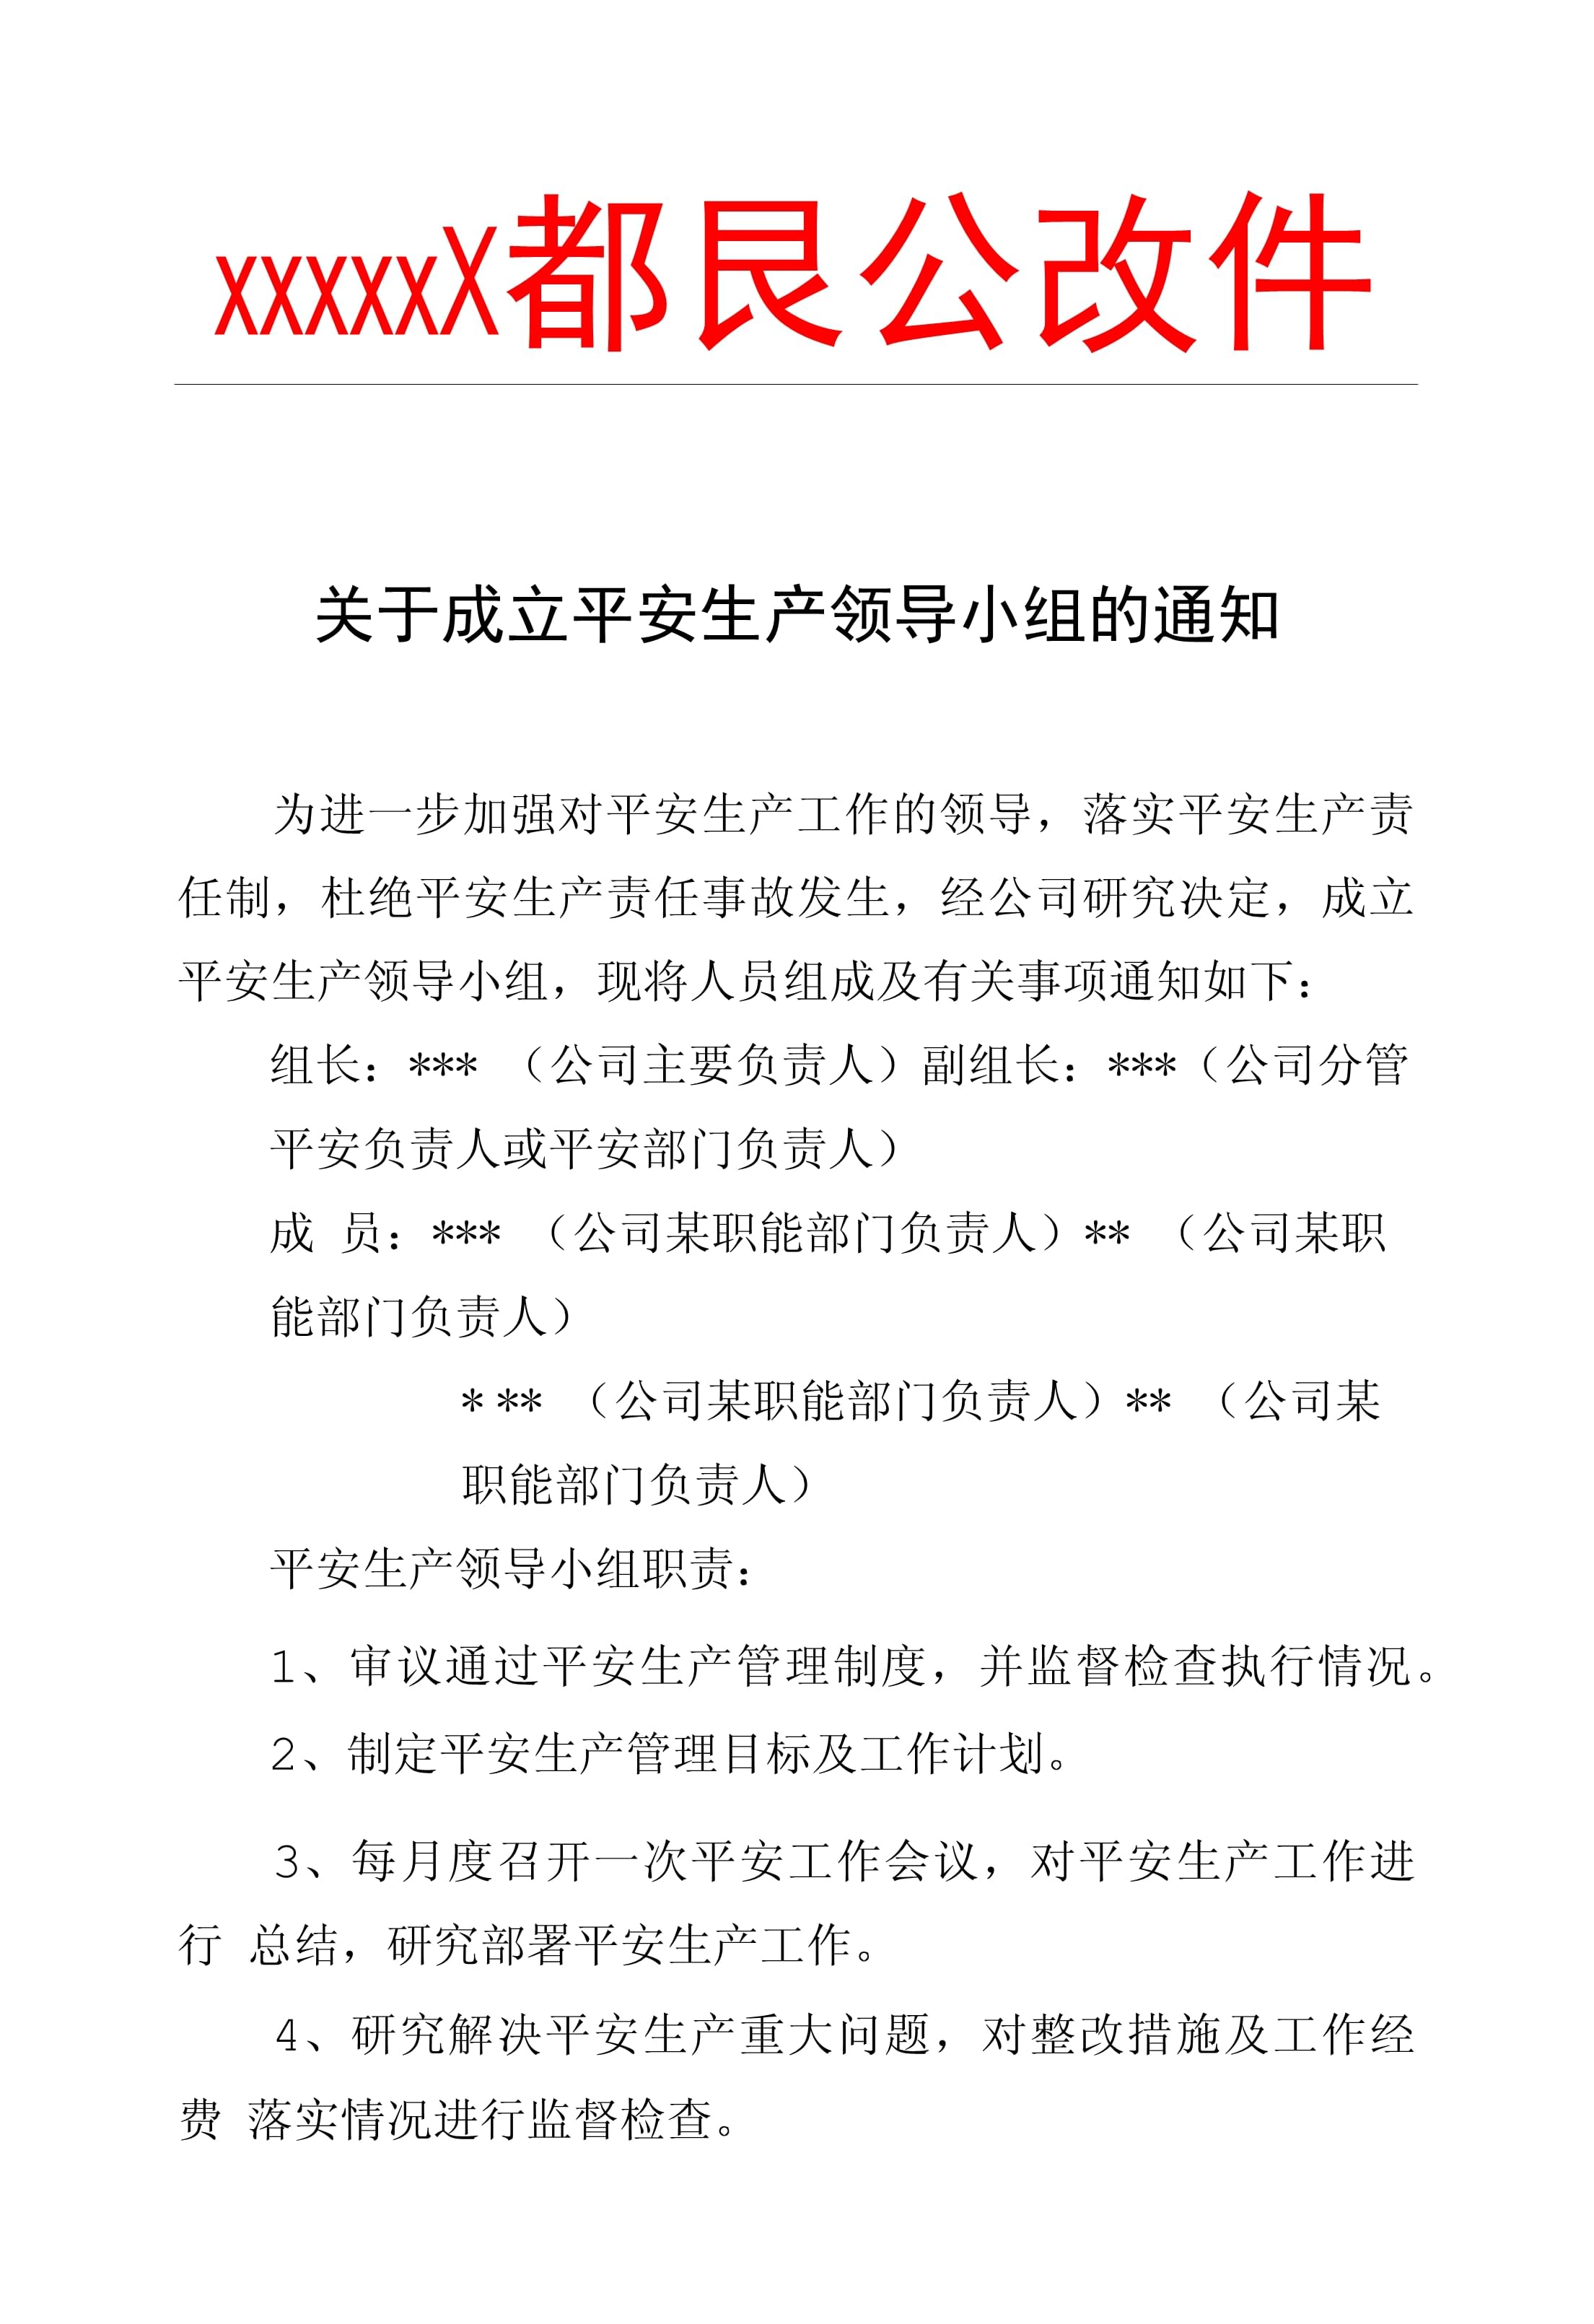 xxxxxX都艮公改件
关于成立平安生产领导小组的通知
为进一步加强对平安生产工作的领导，落实平安生产责
任制，杜绝平安生产责任事故发生，经公司研究决定，成立
平安生产领导小组，现将人员组成及有关事项通知如下：
组长：*** （公司主要负责人）副组长：***（公司分管
平安负责人或平安部门负责人）
成 员：*** （公司某职能部门负责人）** （公司某职
能部门负责人）
* ** （公司某职能部门负责人）** （公司某
职能部门负责人）
平安生产领导小组职责：
1、审议通过平安生产管理制度，并监督检查执行情况。
2、制定平安生产管理目标及工作计划。
3、每月度召开一次平安工作会议，对平安生产工作进
行 总结，研究部署平安生产工作。
4、研究解决平安生产重大问题，对整改措施及工作经
费 落实情况进行监督检查。